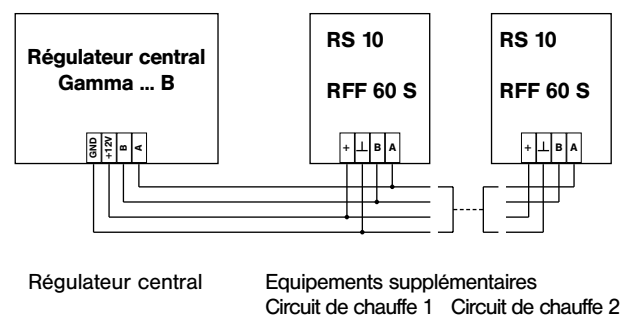 Régulateur central
Gamma ... B
GND
+12V
B
A
RS 10
RFF 60 S
+ ⊥ B A
RS 10
RFF 60 S
+ ⊥ B A
Régulateur central
Equipements supplémentaires
Circuit de chauffe 1 Circuit de chauffe 2